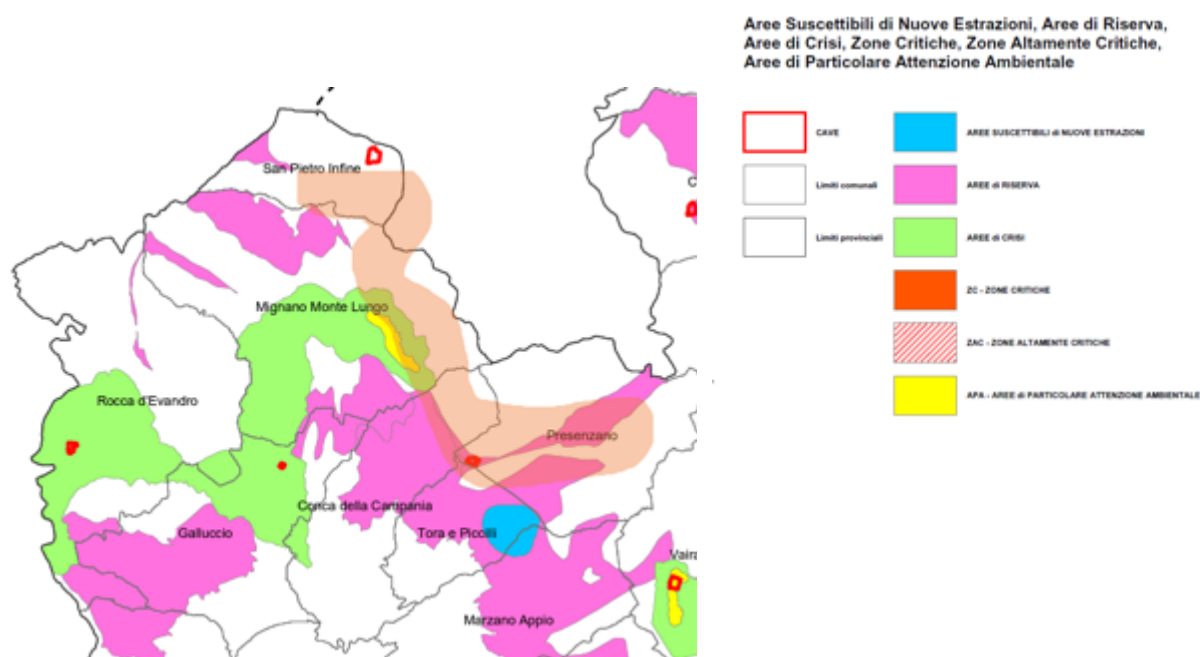 Aree Suscettibili di Nuove Estrazioni, Aree di Riserva,
Aree di Crisi, Zone Critiche, Zone Altamente Critiche,
Aree di Particolare Attenzione Ambientale
CAVE
AREE SUSCETTIBILI di NUOVE ESTRAZIONI
Limiti comunali
AREE di RISERVA
Limiti provinciali
AREE di CRISI
ZC - ZONE CRITICHE
ZAC - ZONE ALTAMENTE CRITICHE
APA - AREE di PARTICOLARE ATTENZIONE AMBIENTALE
San Pietro Infine
C
Mignano Monte Lungo
Rocca d'Evandro
Presenzano
Conca della Campania
Galluccio
Tora e Piccilli
Vaira
Marzano Appio